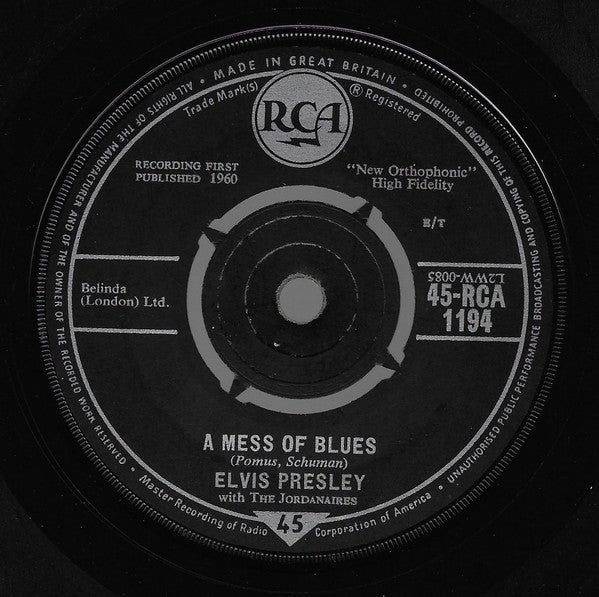 • MADE IN GREAT BRITAIN •
ALL RIGHTS OF THE MANUFACTURER AND OF THE OWNER OF THE RECORDED WORK RESERVED •
UNAUTHORISED PUBLIC PERFORMANCE BROADCASTING AND COPYING OF THIS RECORD PROHIBITED
Trade Mark(s)
® Registered
RCA
RECORDING FIRST
PUBLISHED 1960
"New Orthophonic"
High Fidelity
E/T
Belinda
(London) Ltd.
L2WW-0085
45-RCA
1194
A MESS OF BLUES
(Pomus, Schuman)
ELVIS PRESLEY
with THE JORDANAIRES
Master Recording of Radio Corporation of America •
45